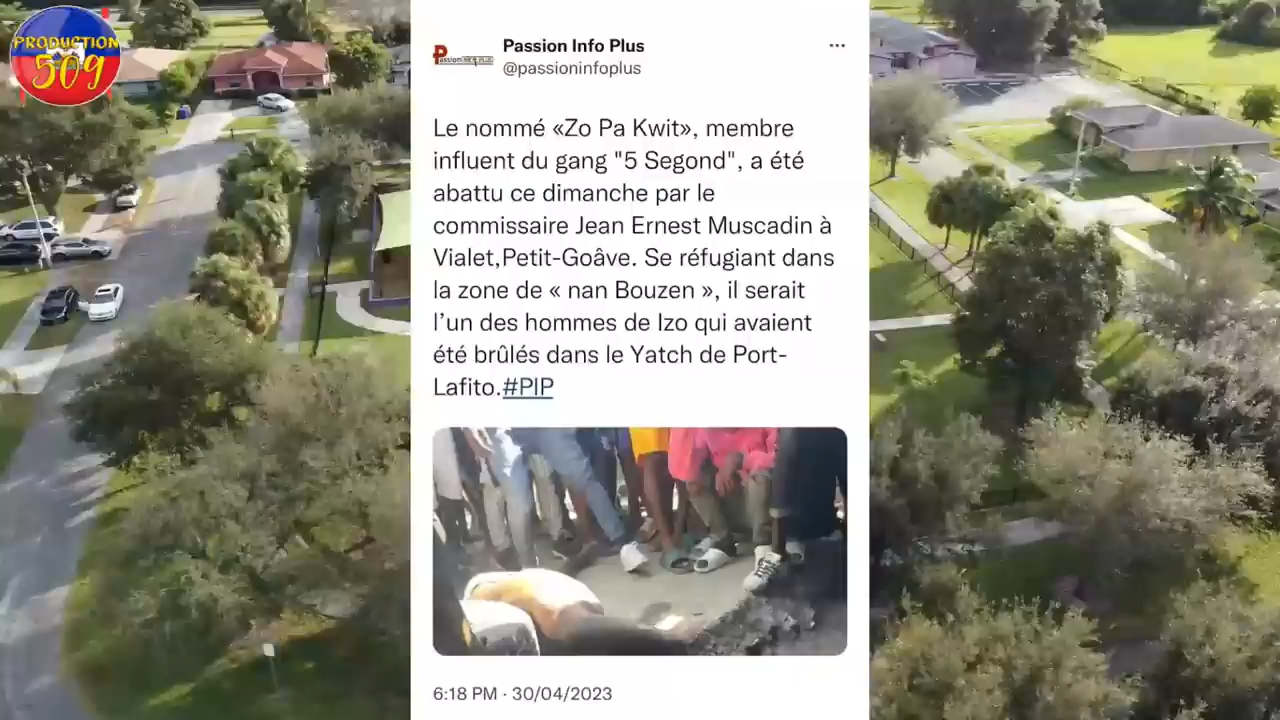 PRODUCTION
509
Passion Info Plus
@passioninfoplus
Le nommé «Zo Pa Kwit», membre
influent du gang "5 Segond", a été
abattu ce dimanche par le
commissaire Jean Ernest Muscadin à
Vialet,Petit-Goâve. Se réfugiant dans
la zone de « nan Bouzen », il serait
l’un des hommes de Izo qui avaient
été brûlés dans le Yatch de Port-
Lafito.#PIP
6:18 PM · 30/04/2023